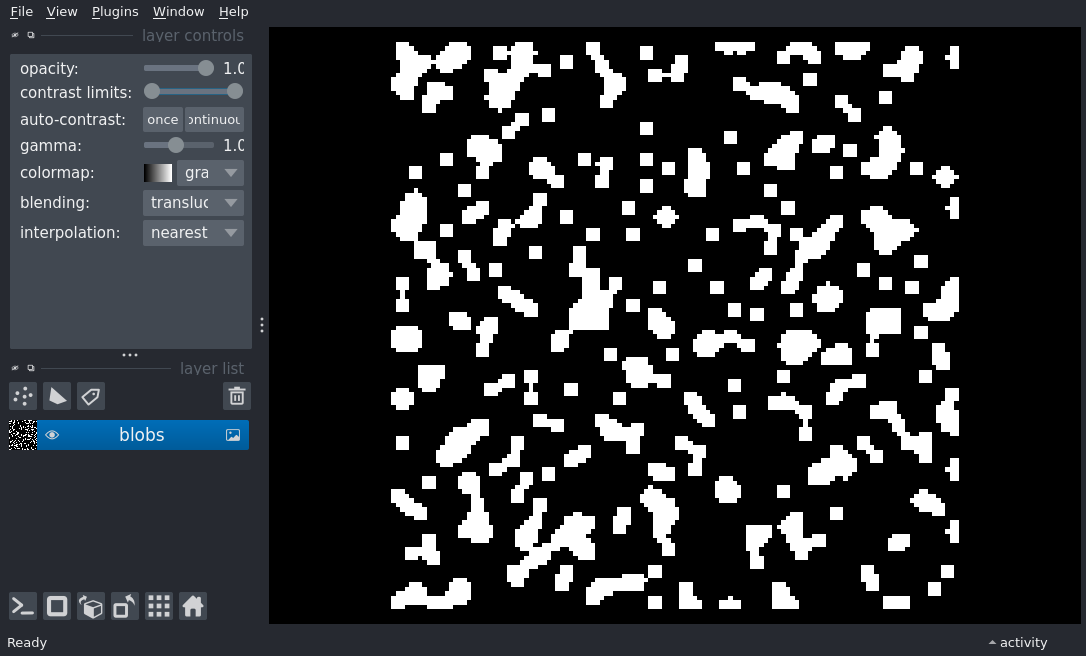 File View Plugins Window Help
layer controls
opacity: 1.0
contrast limits:
auto-contrast: once ontinuou
gamma: 1.0
colormap: gra
blending: transluc
interpolation: nearest
layer list
blobs
Ready
activity